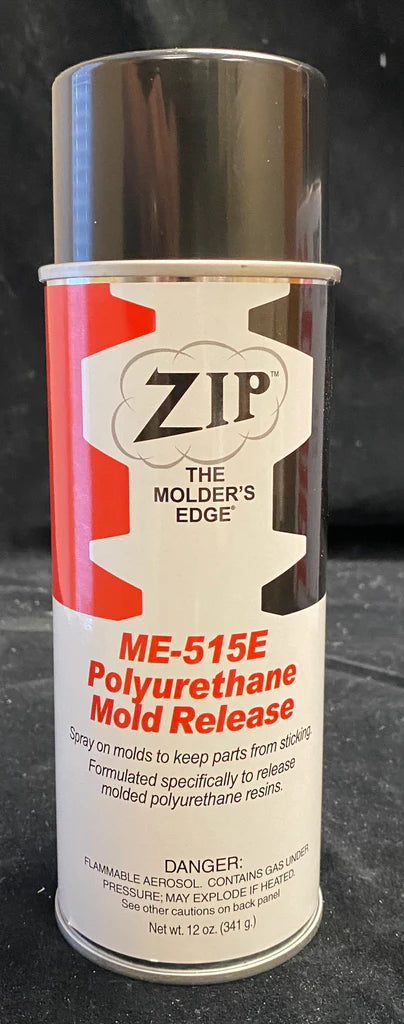 ZIP™
THE
MOLDER'S
EDGE®
ME-515E
Polyurethane
Mold Release
Spray on molds to keep parts from sticking.
Formulated specifically to release
molded polyurethane resins.
DANGER:
FLAMMABLE AEROSOL. CONTAINS GAS UNDER
PRESSURE; MAY EXPLODE IF HEATED.
See other cautions on back panel
Net wt. 12 oz. (341 g.)